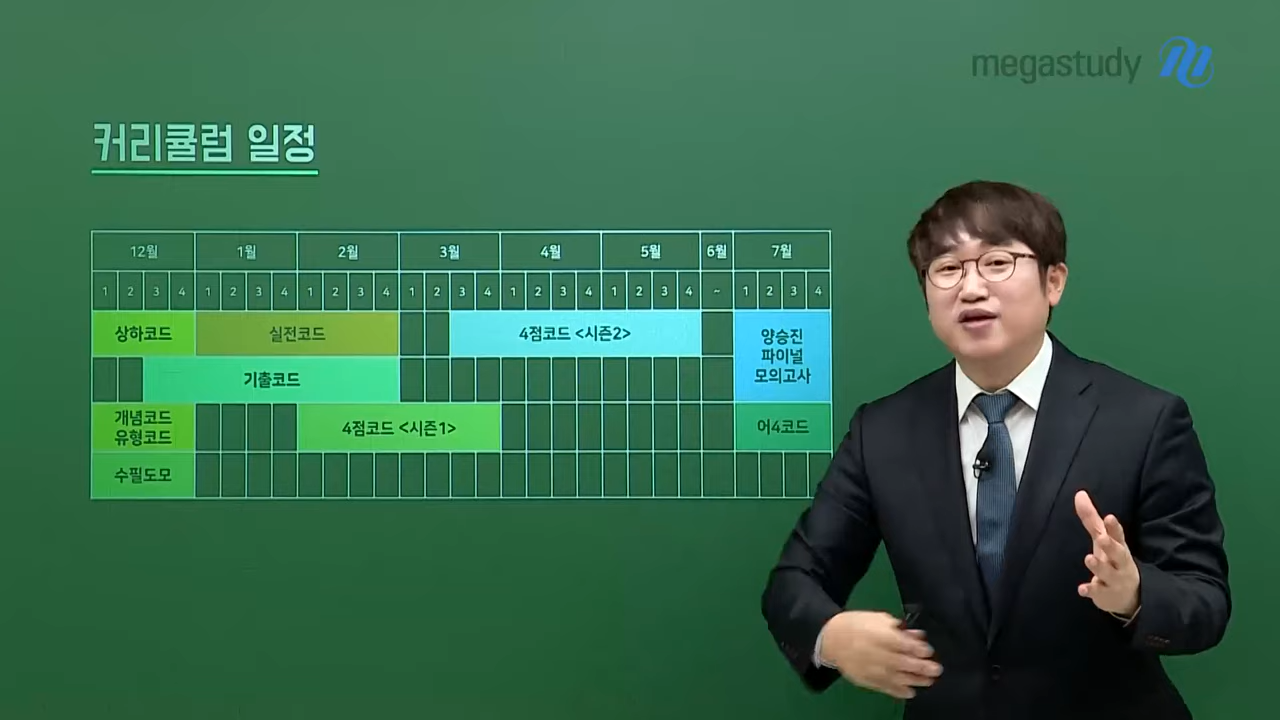 megastudy
커리큘럼 일정
12월 1월 2월 3월 4월 5월 6월 7월
1 2 3 4 1 2 3 4 1 2 3 4 1 2 3 4 1 2 3 4 1 2 3 4 ~ 1 2 3 4
상하코드 실전코드 4점코드 <시즌2>
양승진
파이널
모의고사
기출코드
개념코드
유형코드
4점코드 <시즌1>
어4코드
수필도모